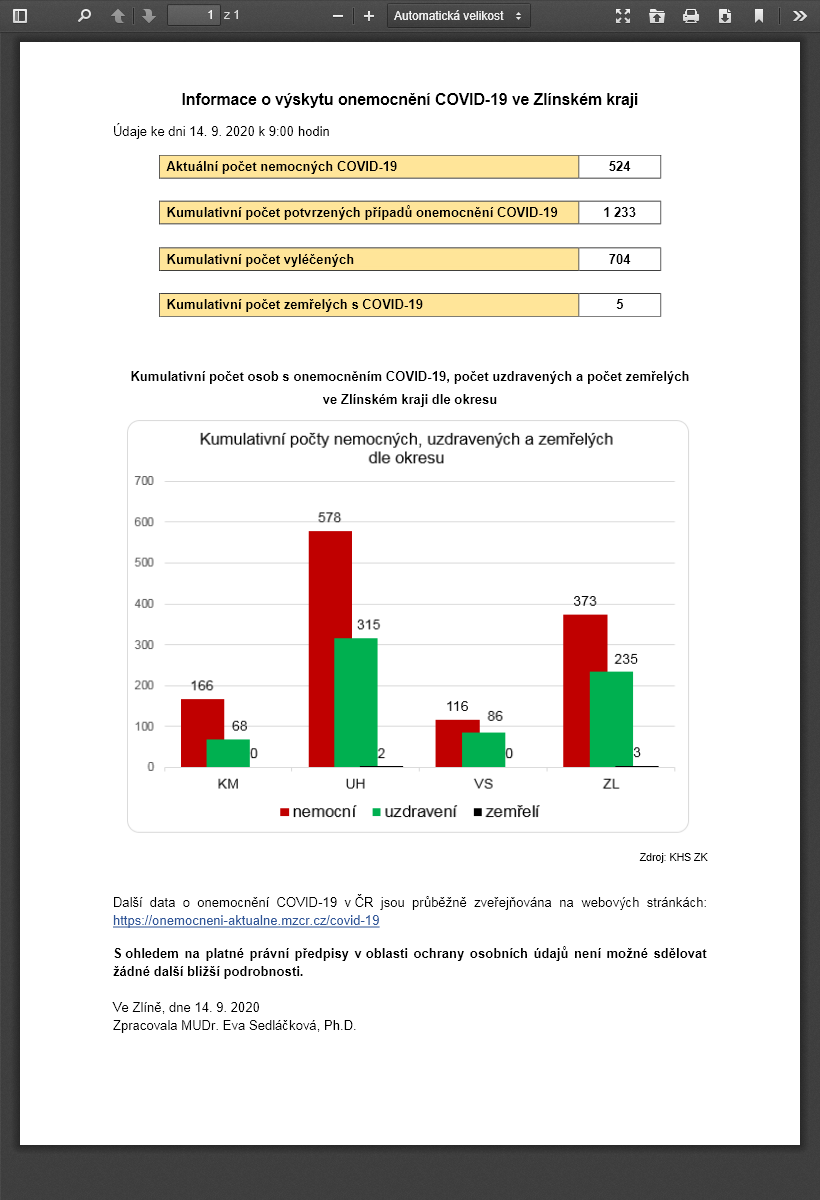 1 z 1 Automatická velikost
Informace o výskytu onemocnění COVID-19 ve Zlínském kraji
Údaje ke dni 14. 9. 2020 k 9:00 hodin
Aktuální počet nemocných COVID-19 524
Kumulativní počet potvrzených případů onemocnění COVID-19 1 233
Kumulativní počet vyléčených 704
Kumulativní počet zemřelých s COVID-19 5
Kumulativní počet osob s onemocněním COVID-19, počet uzdravených a počet zemřelých
ve Zlínském kraji dle okresu
Kumulativní počty nemocných, uzdravených a zemřelých
dle okresu
700
600
500
400
300
200
100
0
166 68 0
578 315 2
116 86 0
373 235 3
KM UH VS ZL
nemocní uzdravení zemřelí
Zdroj: KHS ZK
Další data o onemocnění COVID-19 v ČR jsou průběžně zveřejňována na webových stránkách:
https://onemocneni-aktualne.mzcr.cz/covid-19
S ohledem na platné právní předpisy v oblasti ochrany osobních údajů není možné sdělovat
žádné další bližší podrobnosti.
Ve Zlíně, dne 14. 9. 2020
Zpracovala MUDr. Eva Sedláčková, Ph.D.